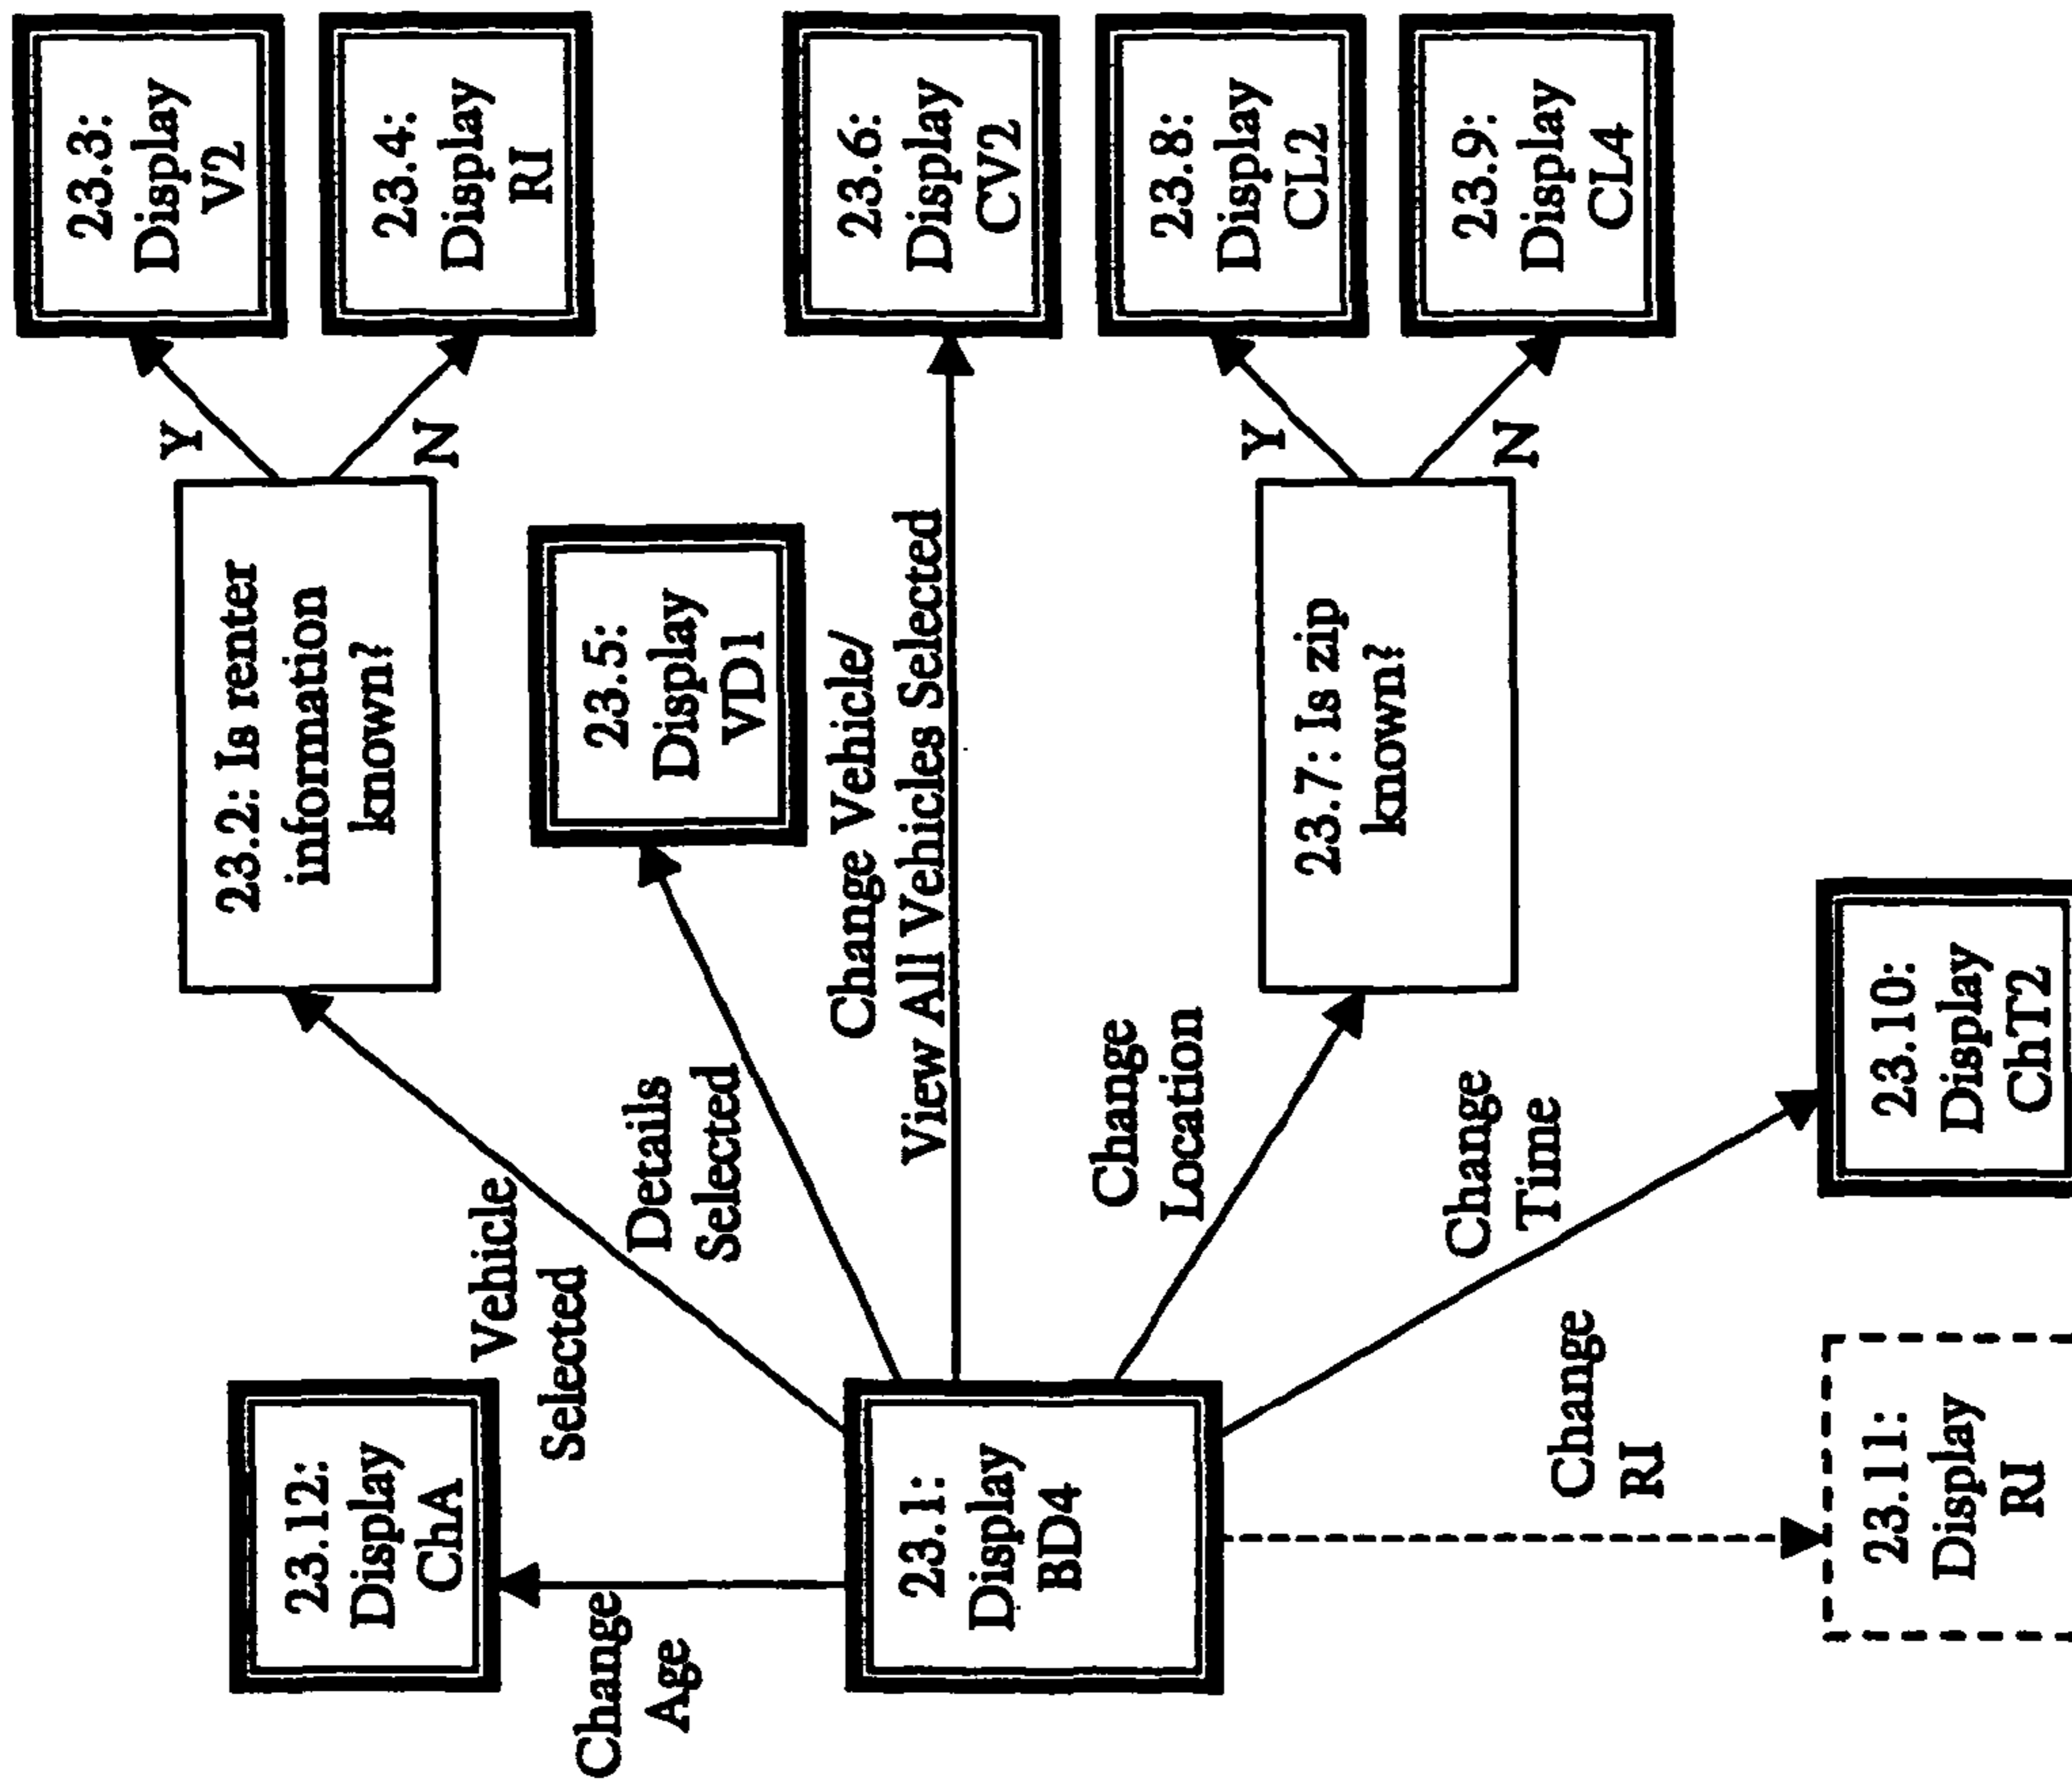 23.12:
Display
ChA
Change
Age
23.1:
Display
BD4
Vehicle
Selected
23.2: Is renter
information
known?
Y
N
23.3:
Display
V2
23.4:
Display
RI
Details
Selected
23.5:
Display
VD1
Change Vehicle/
View All Vehicles Selected
23.6:
Display
CV2
Change
Location
23.7: Is zip
known?
Y
N
23.8:
Display
CL2
23.9:
Display
CL4
Change
Time
23.10:
Display
ChT2
Change
RI
23.11:
Display
RI